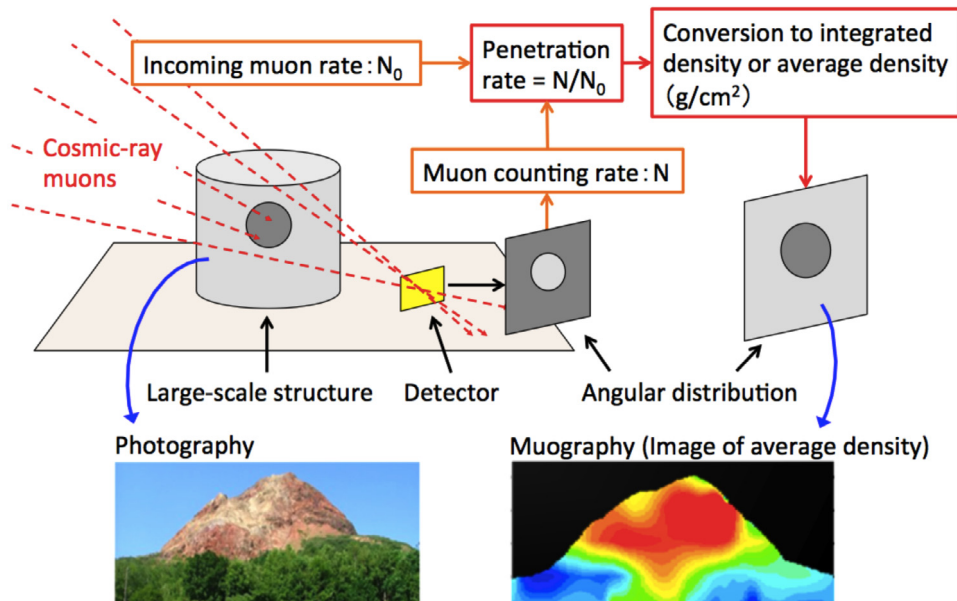 Incoming muon rate : N₀
Penetration
rate = N/N₀
Conversion to integrated
density or average density
(g/cm²)
Cosmic-ray
muons
Muon counting rate : N
Large-scale structure
Detector
Angular distribution
Photography
Muography (Image of average density)